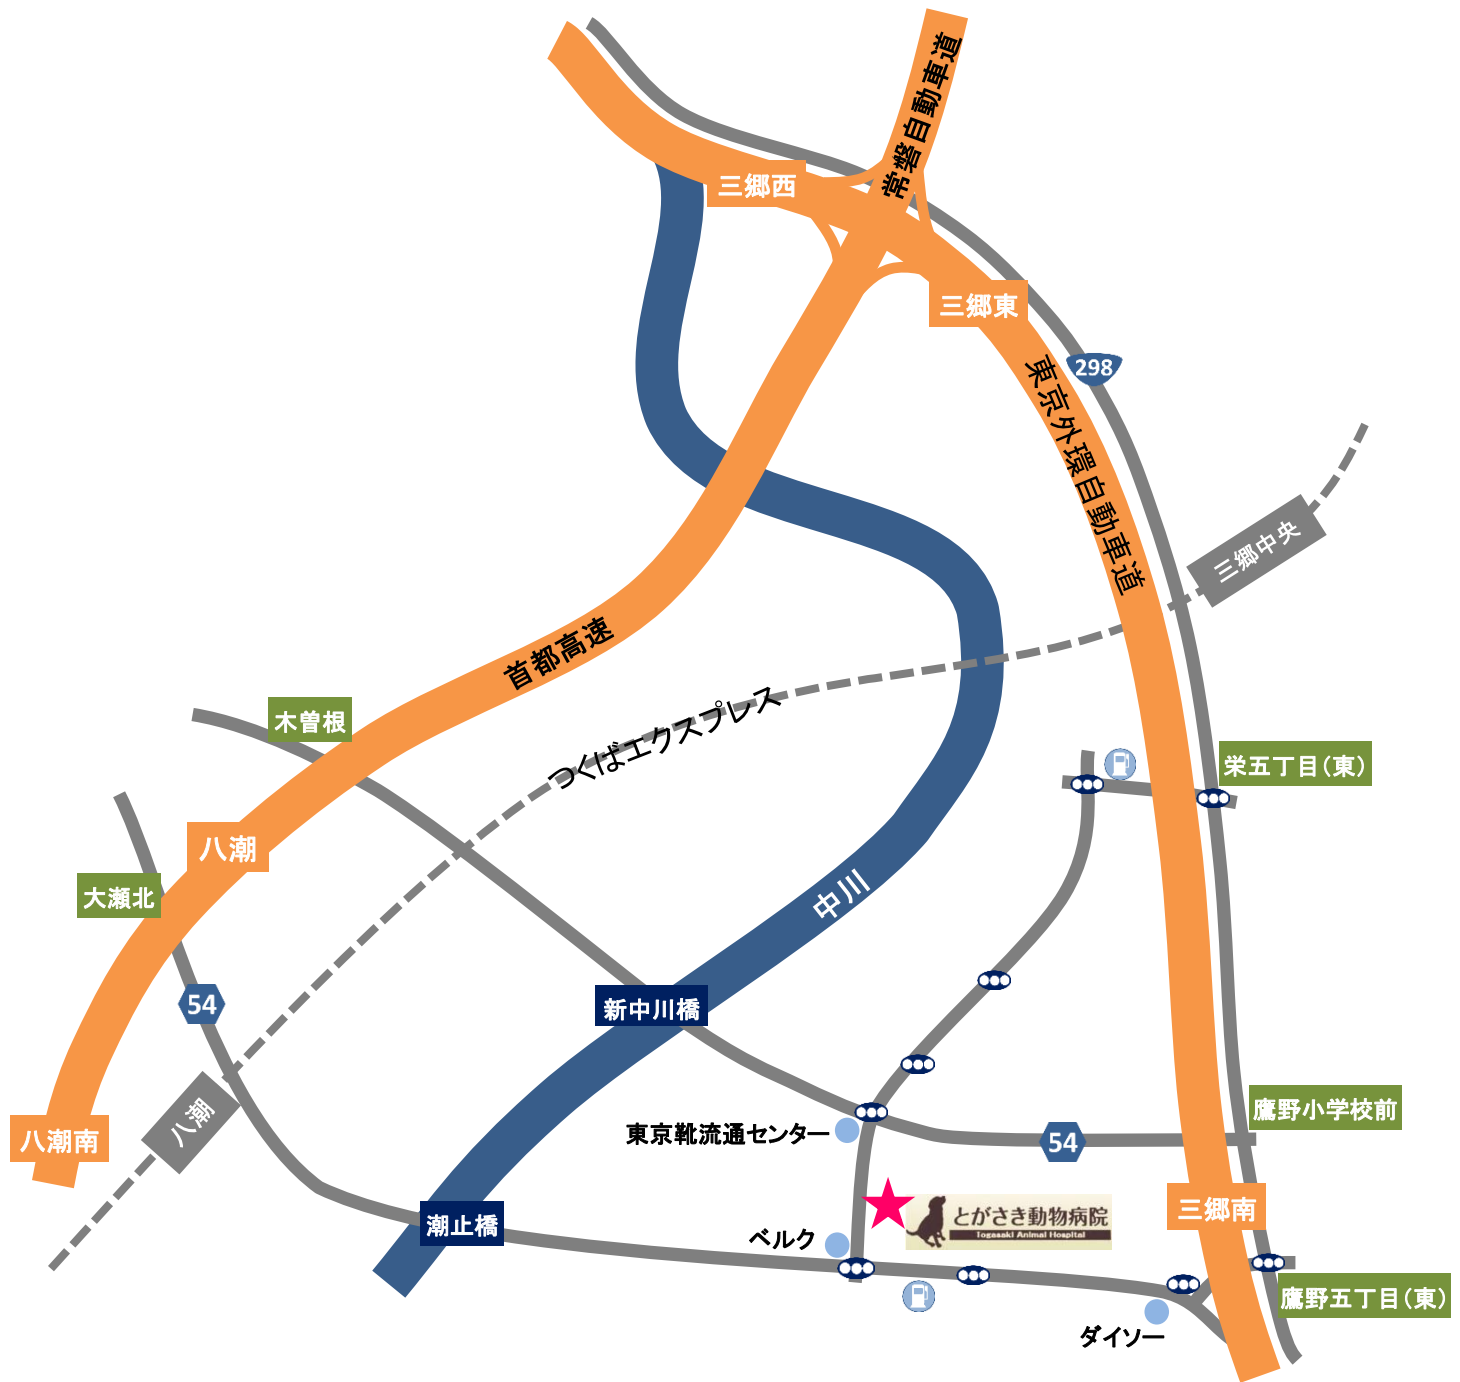 常磐自動車道
三郷西
三郷東
298
東京外環自動車道
三郷中央
首都高速
つくばエクスプレス
木曽根
栄五丁目(東)
八潮
大瀬北
中川
54
新中川橋
八潮
八潮南
鷹野小学校前
東京靴流通センター
54
潮止橋
とがさき動物病院
Togasaki Animal Hospital
三郷南
ベルク
鷹野五丁目(東)
ダイソー